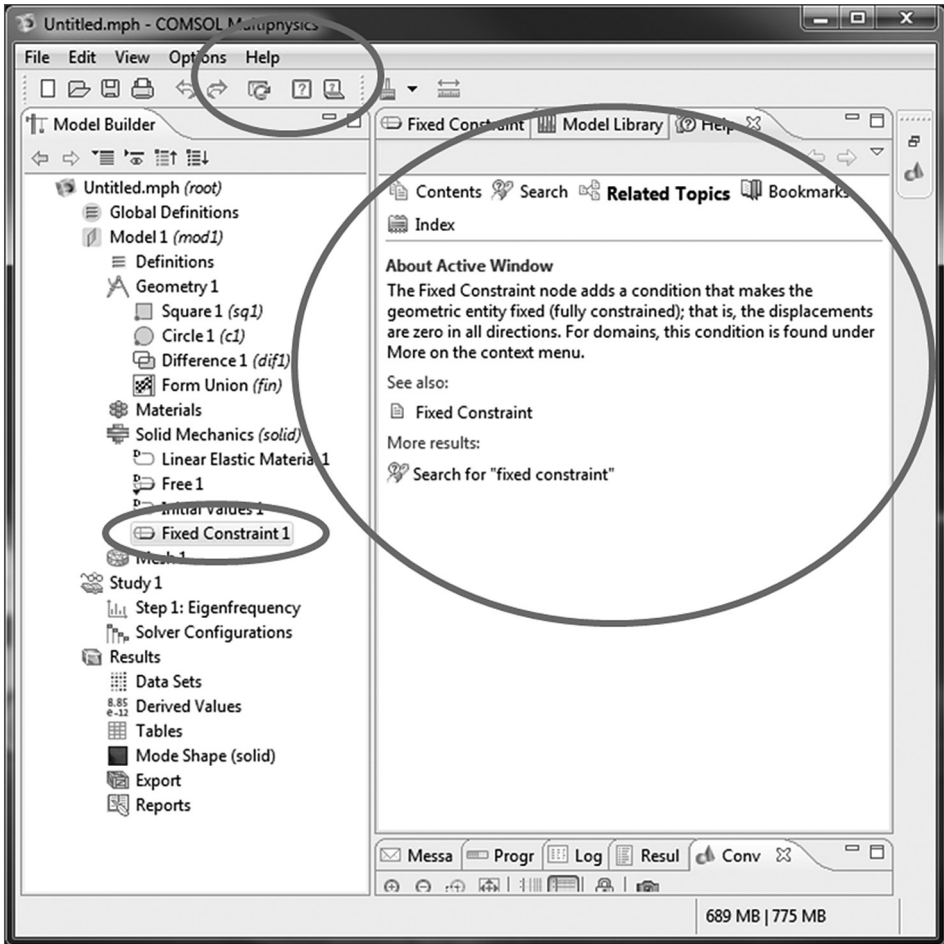 Untitled.mph - COMSOL Multiphysics
File Edit View Options Help
Model Builder
Untitled.mph (root)
Global Definitions
Model 1 (mod1)
Definitions
Geometry 1
Square 1 (sq1)
Circle 1 (c1)
Difference 1 (dif1)
Form Union (fin)
Materials
Solid Mechanics (solid)
Linear Elastic Material 1
Free 1
Initial Values 1
Fixed Constraint 1
Mesh 1
Study 1
Step 1: Eigenfrequency
Solver Configurations
Results
Data Sets
8.85
e-12
Derived Values
Tables
Mode Shape (solid)
Export
Reports
Fixed Constraint Model Library Help
Contents Search Related Topics Bookmarks
Index
About Active Window
The Fixed Constraint node adds a condition that makes the
geometric entity fixed (fully constrained); that is, the displacements
are zero in all directions. For domains, this condition is found under
More on the context menu.
See also:
Fixed Constraint
More results:
Search for "fixed constraint"
Messa Progr Log Resul Conv
689 MB | 775 MB